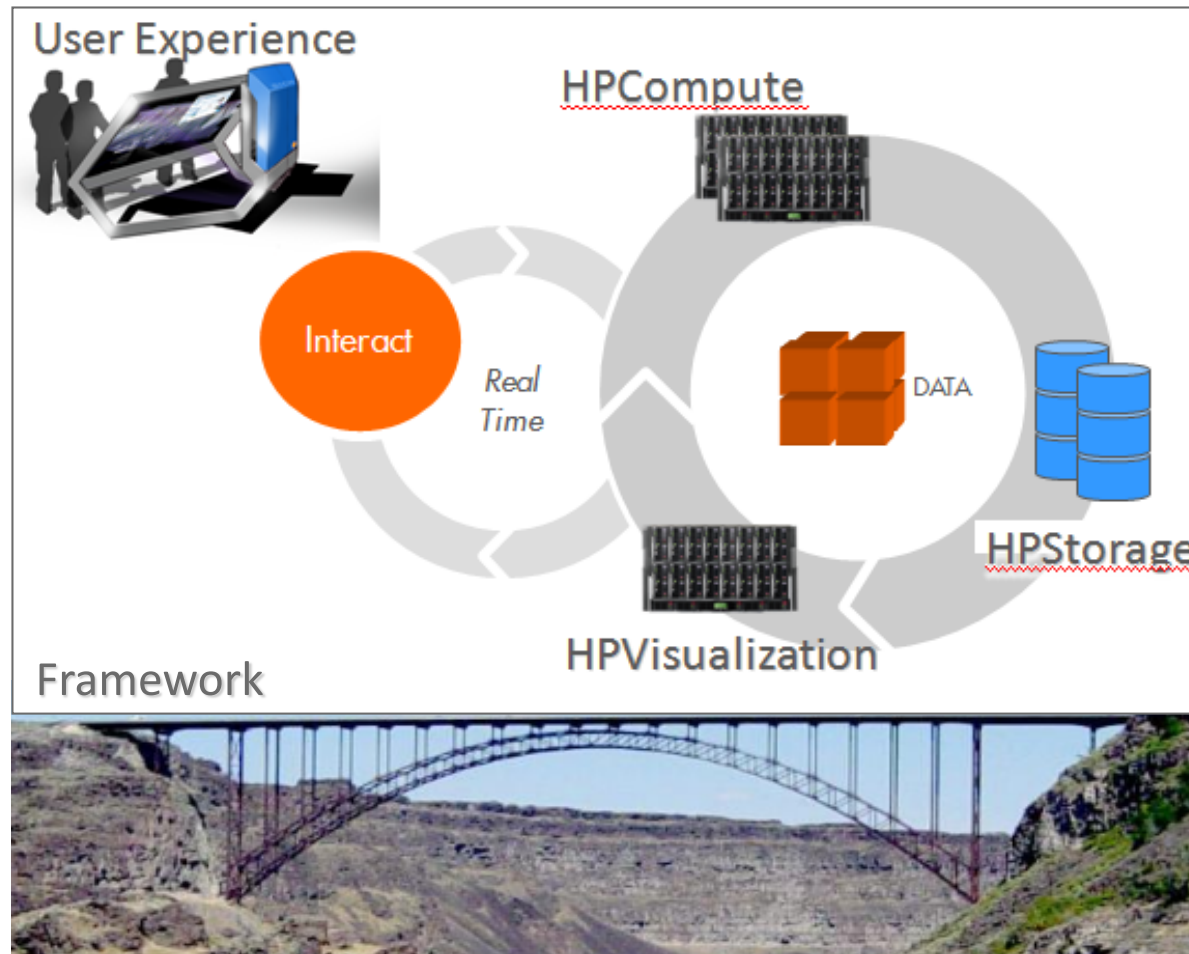 User Experience
HPCompute
Interact
Real
Time
DATA
HPStorage
HPVisualization
Framework